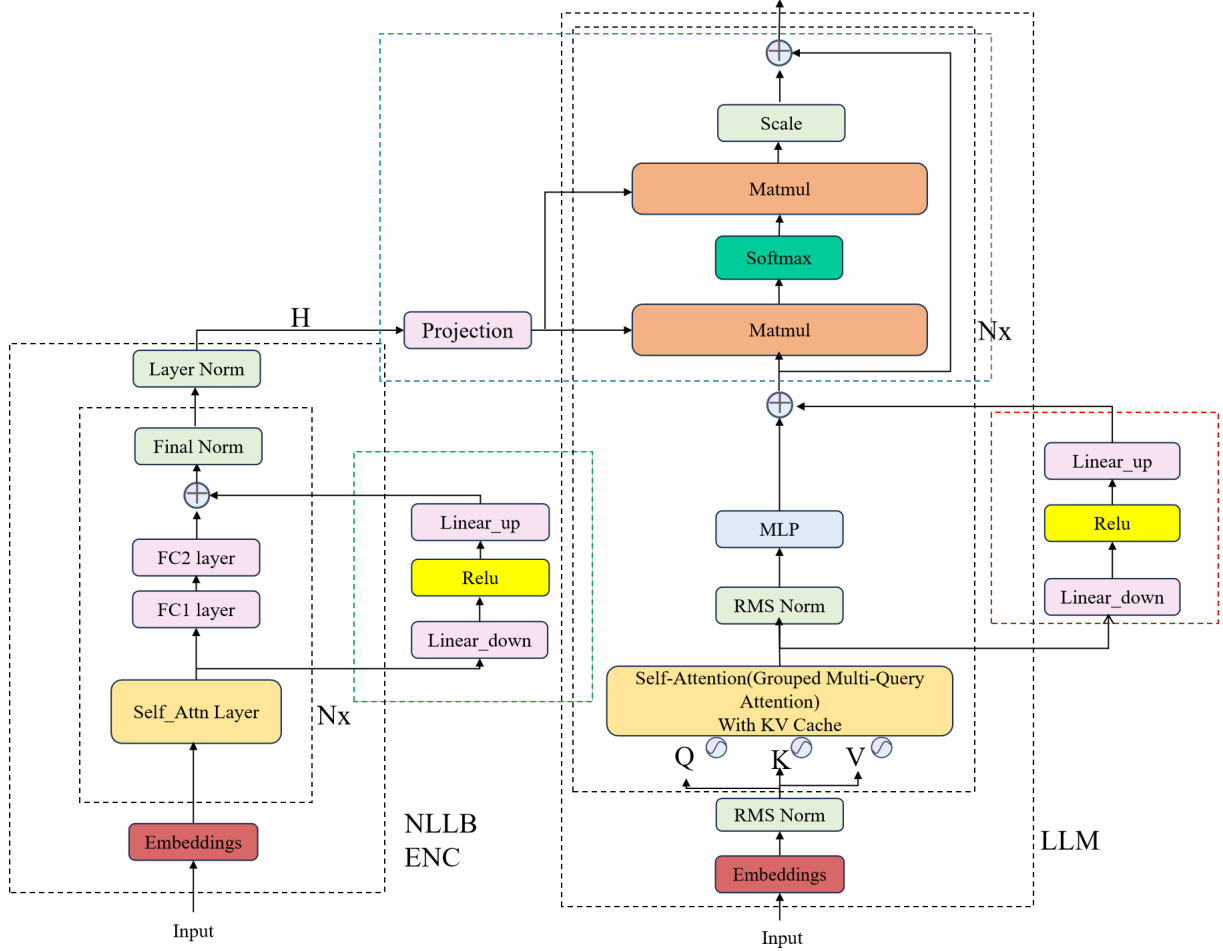 Scale
Matmul
Softmax
Matmul
Nx
H
Projection
Layer Norm
Final Norm
FC2 layer
FC1 layer
Self_Attn Layer
Nx
Embeddings
Input
NLLB
ENC
Linear_up
Relu
Linear_down
MLP
RMS Norm
Self-Attention(Grouped Multi-Query
Attention)
With KV Cache
Q
K
V
RMS Norm
Embeddings
Input
LLM
Linear_up
Relu
Linear_down